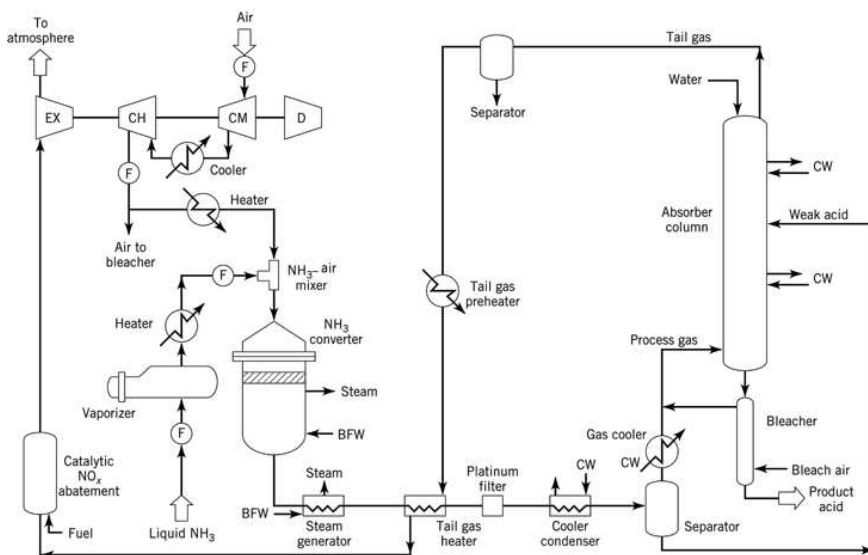 To
atmosphere
Air
F
EX
CH
CM
D
Cooler
F
Heater
Air to
bleacher
F
NH3– air
mixer
Heater
NH3
converter
Steam
Vaporizer
BFW
F
Catalytic
NOx
abatement
Fuel
Liquid NH3
Steam
BFW
Steam
generator
Tail gas
heater
Platinum
filter
CW
Cooler
condenser
Tail gas
Separator
Water
CW
Absorber
column
Weak acid
Tail gas
preheater
CW
Process gas
Gas cooler
CW
Bleacher
Bleach air
Product
acid
Separator